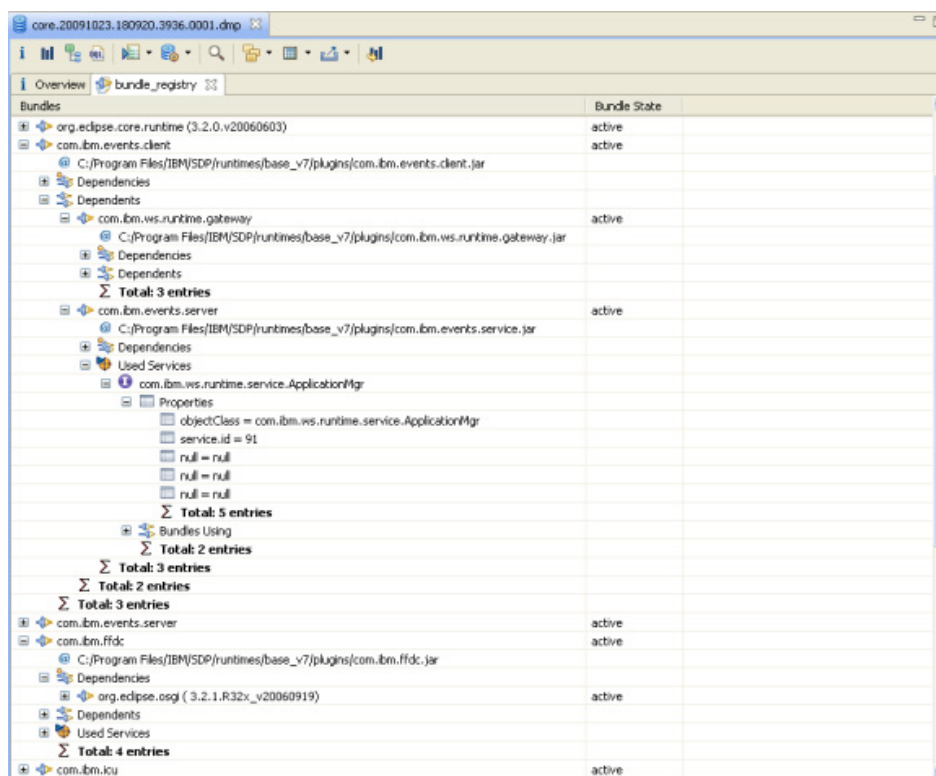 core.20091023.180920.3936.0001.dmp
i Overview bundle_registry
Bundles Bundle State
org.eclipse.core.runtime (3.2.0.v20060603) active
com.ibm.events.client active
C:/Program Files/IBM/SDP/runtimes/base_v7/plugins/com.ibm.events.client.jar
Dependencies
Dependents
com.ibm.ws.runtime.gateway active
C:/Program Files/IBM/SDP/runtimes/base_v7/plugins/com.ibm.ws.runtime.gateway.jar
Dependencies
Dependents
Σ Total: 3 entries
com.ibm.events.server active
C:/Program Files/IBM/SDP/runtimes/base_v7/plugins/com.ibm.events.service.jar
Dependencies
Used Services
com.ibm.ws.runtime.service.ApplicationMgr
Properties
objectClass = com.ibm.ws.runtime.service.ApplicationMgr
service.id = 91
null = null
null = null
null = null
Σ Total: 5 entries
Bundles Using
Σ Total: 2 entries
Σ Total: 3 entries
Σ Total: 2 entries
Σ Total: 3 entries
com.ibm.events.server active
com.ibm.ffdc active
C:/Program Files/IBM/SDP/runtimes/base_v7/plugins/com.ibm.ffdc.jar
Dependencies
org.eclipse.osgi ( 3.2.1.R32x_v20060919) active
Dependents
Used Services
Σ Total: 4 entries
com.ibm.icu active